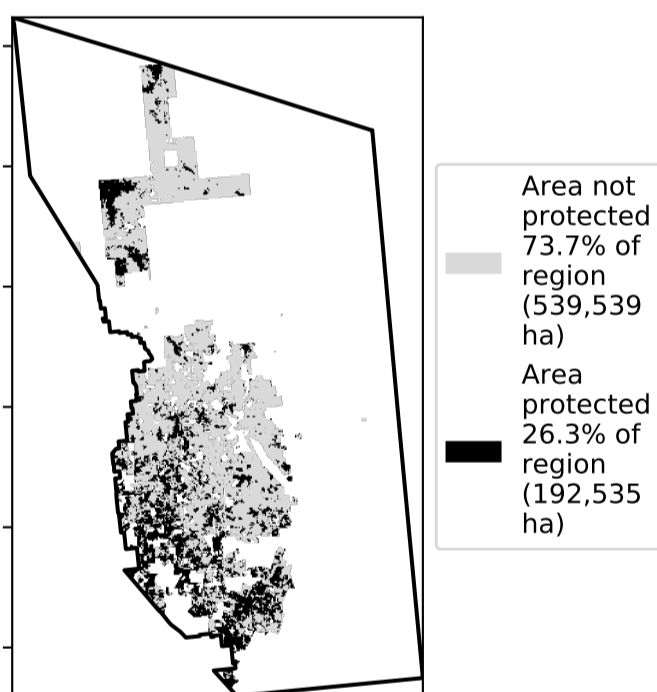 Area not
protected
73.7% of
region
(539,539
ha)
Area
protected
26.3% of
region
(192,535
ha)